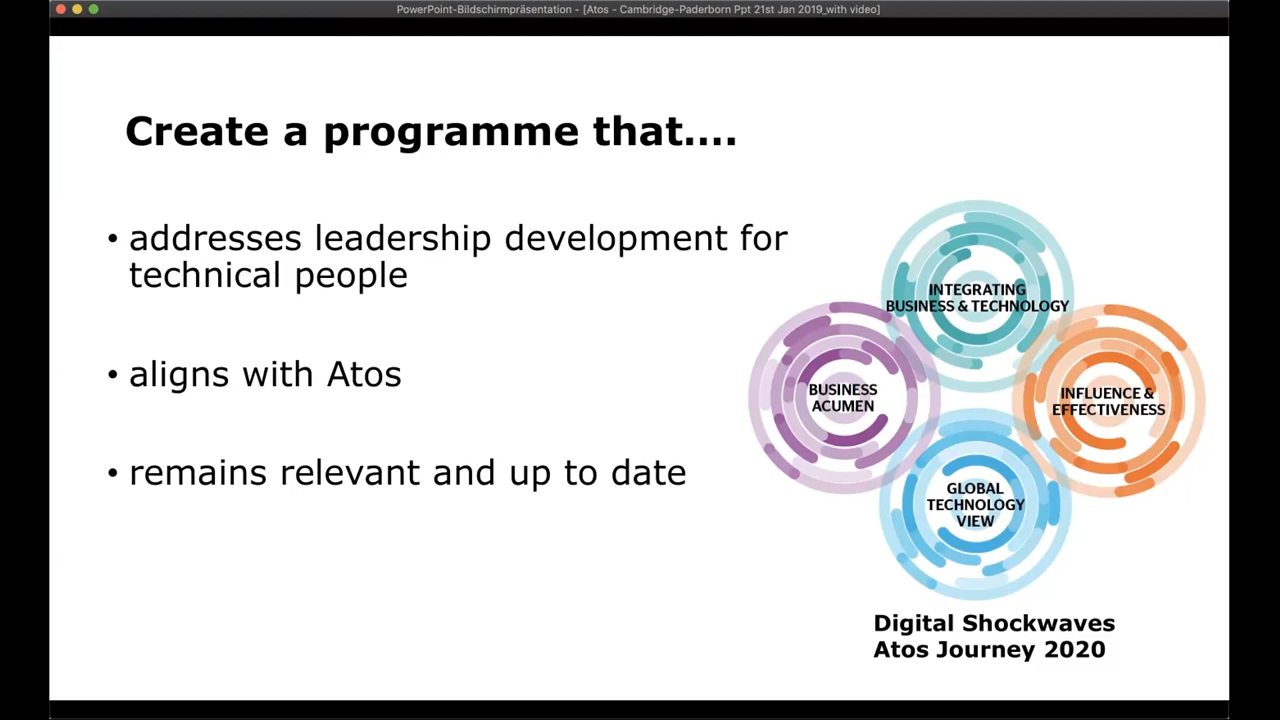 PowerPoint-Bildschirmpräsentation - [Atos - Cambridge-Paderborn Ppt 21st Jan 2019_with video]
Create a programme that....
• addresses leadership development for
technical people
• aligns with Atos
• remains relevant and up to date
INTEGRATING
BUSINESS & TECHNOLOGY
BUSINESS
ACUMEN
INFLUENCE &
EFFECTIVENESS
GLOBAL
TECHNOLOGY
VIEW
Digital Shockwaves
Atos Journey 2020